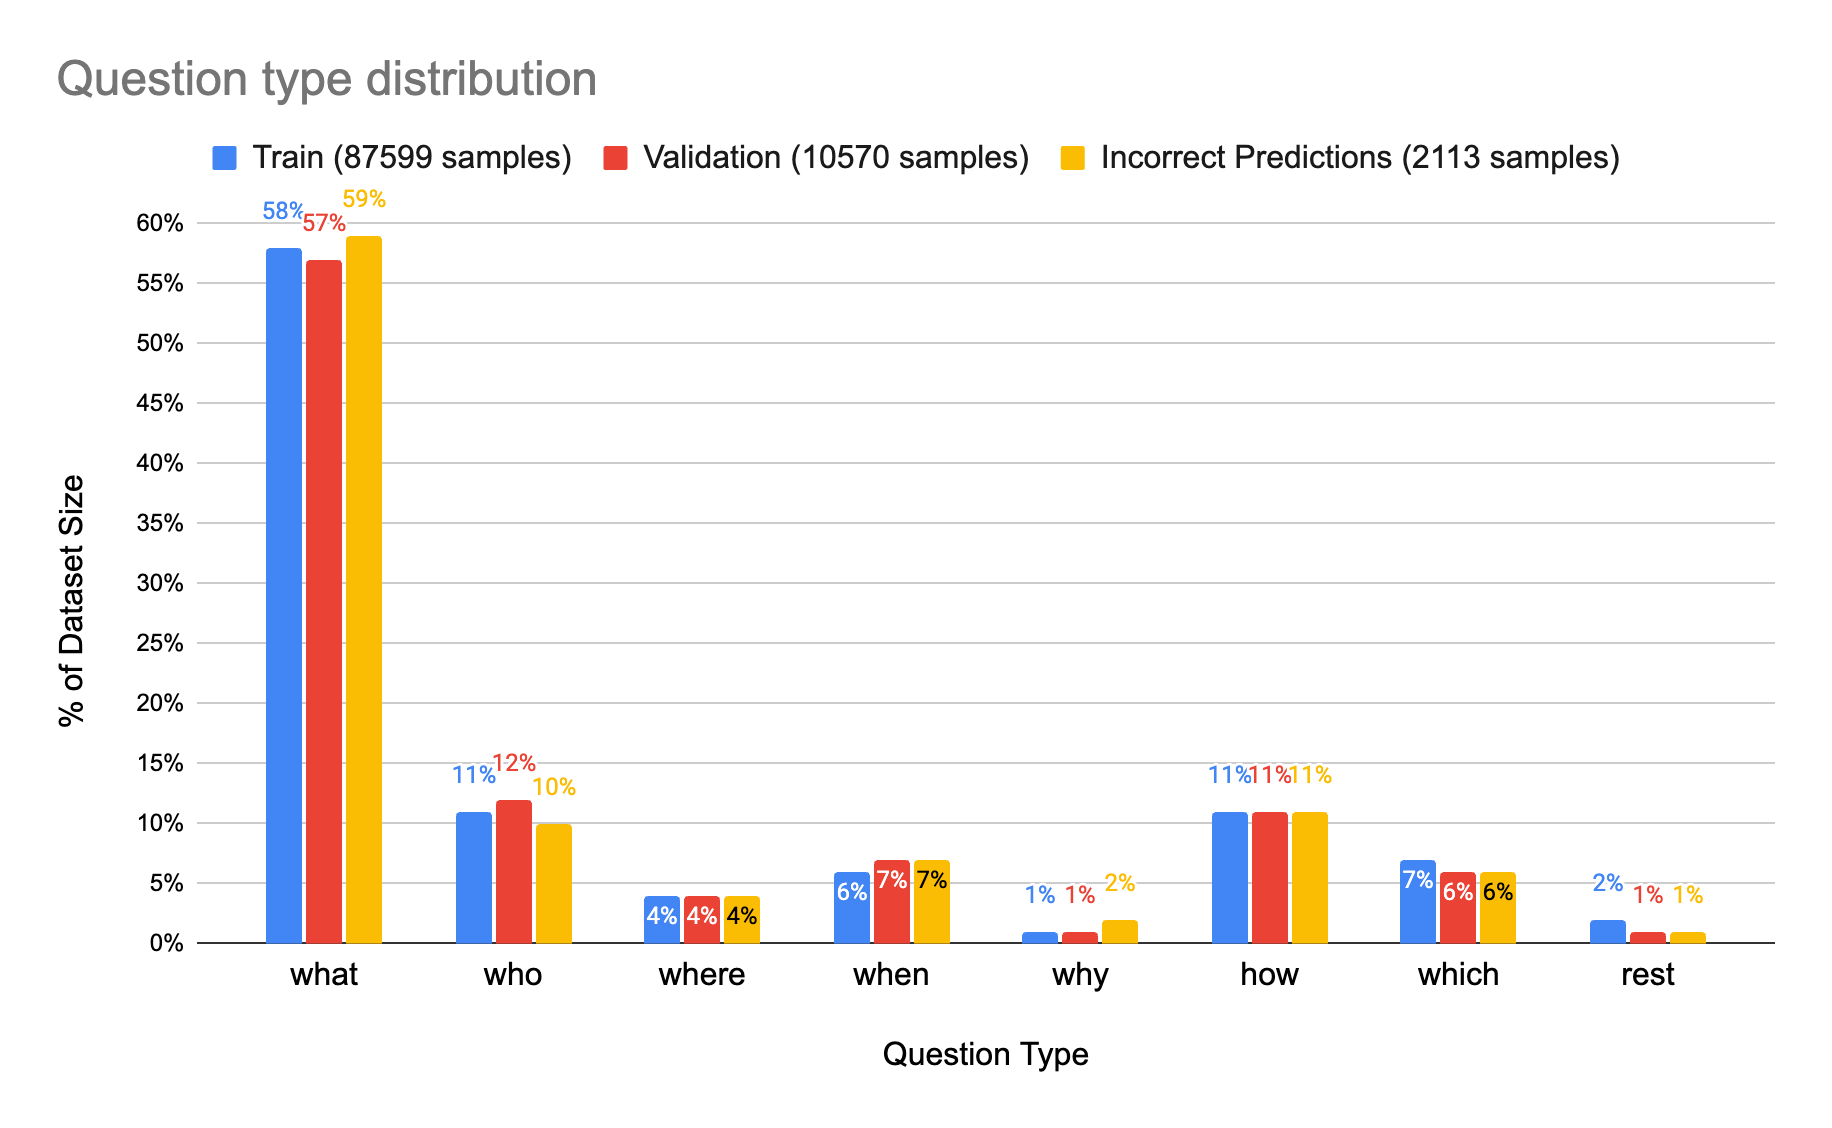 Question type distribution
Train (87599 samples) Validation (10570 samples) Incorrect Predictions (2113 samples)
% of Dataset Size
60%
55%
50%
45%
40%
35%
30%
25%
20%
15%
10%
5%
0%
58% 57% 59%
11% 12% 10%
4% 4% 4%
6% 7% 7%
1% 1% 2%
11% 11% 11%
7% 6% 6%
2% 1% 1%
what who where when why how which rest
Question Type